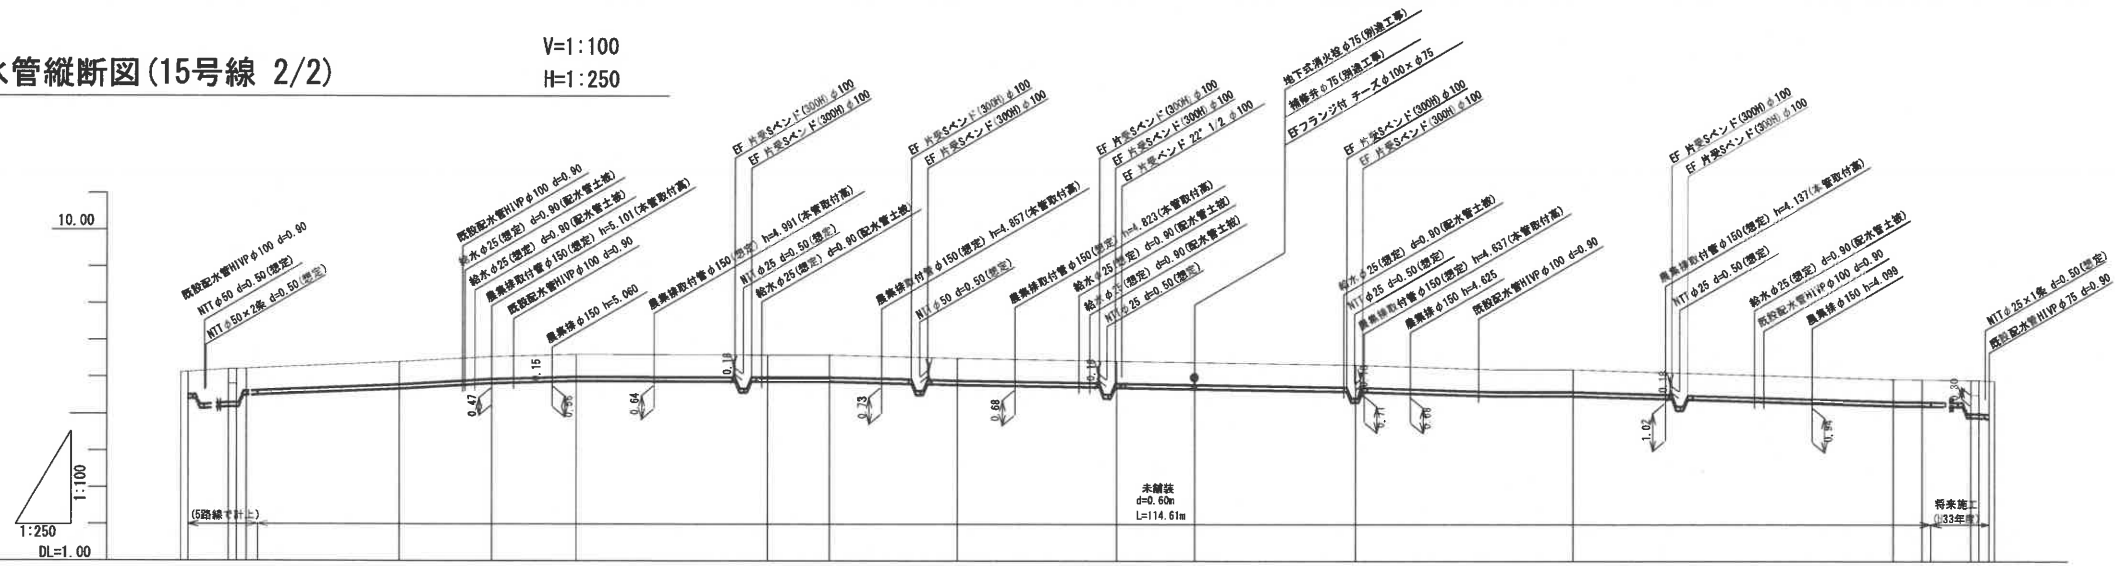 水管縦断図(15号線 2/2)
V=1:100
H=1:250
10.00
1:100
1:250
DL=1.00
既設配水管HIVPφ100 d=0.90
NTTφ50 d=0.50(想定)
NTTφ50×2条 d=0.50(想定)
(5路線で計上)
既設配水管HIVPφ100 d=0.90
給水φ25(想定) d=0.90(配水管土被)
給水φ25(想定) d=0.90(配水管土被)
農集排取付管φ150(想定) h=5.101(本管取付高)
既設配水管HIVPφ100 d=0.90
農集排φ150 h=5.060
0.47
0.15
0.64
農集排取付管φ150(想定) h=4.991(本管取付高)
EF 片受Sベンド(300H) φ100
EF 片受Sベンド(300H) φ100
NTTφ25 d=0.50(想定)
給水φ25(想定) d=0.90(配水管土被)
0.18
0.73
農集排取付管φ150(想定) h=4.857(本管取付高)
EF 片受Sベンド(300H) φ100
EF 片受Sベンド(300H) φ100
NTTφ50 d=0.50(想定)
0.68
農集排取付管φ150(想定) h=4.823(本管取付高)
給水φ25(想定) d=0.90(配水管土被)
給水φ25(想定) d=0.90(配水管土被)
NTTφ25 d=0.50(想定)
EF 片受Sベンド(300H) φ100
EF 片受Sベンド(300H) φ100
EF 片受ベンド 22°1/2 φ100
地下式消火栓φ75(別途工事)
補修弁φ75(別途工事)
EFフランジ付 チーズφ100×φ75
未舗装
d=0.60m
L=114.61m
EF 片受Sベンド(300H) φ100
EF 片受Sベンド(300H) φ100
給水φ25(想定) d=0.90(配水管土被)
NTTφ25 d=0.50(想定)
農集排取付管φ150(想定) h=4.637(本管取付高)
農集排φ150 h=4.625
既設配水管HIVPφ100 d=0.90
0.71
0.68
EF 片受Sベンド(300H) φ100
EF 片受Sベンド(300H) φ100
農集排取付管φ150(想定) h=4.137(本管取付高)
NTTφ25 d=0.50(想定)
給水φ25(想定) d=0.90(配水管土被)
既設配水管HIVPφ100 d=0.90
農集排φ150 h=4.099
0.18
1.02
0.94
NTTφ25×1条 d=0.50(想定)
既設配水管HIVPφ75 d=0.90
0.30
将来施工
(H33年度)